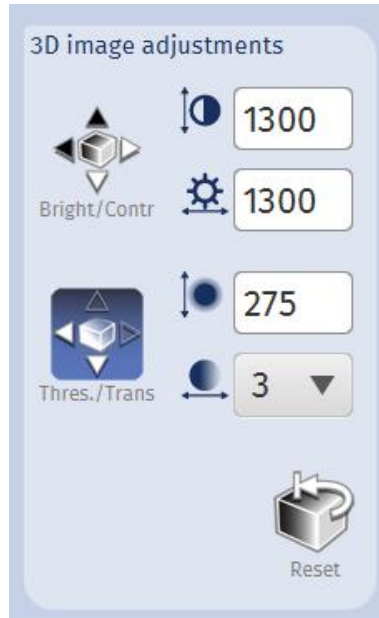 3D image adjustments
1300
Bright/Contr
1300
275
Thres./Trans
3
Reset